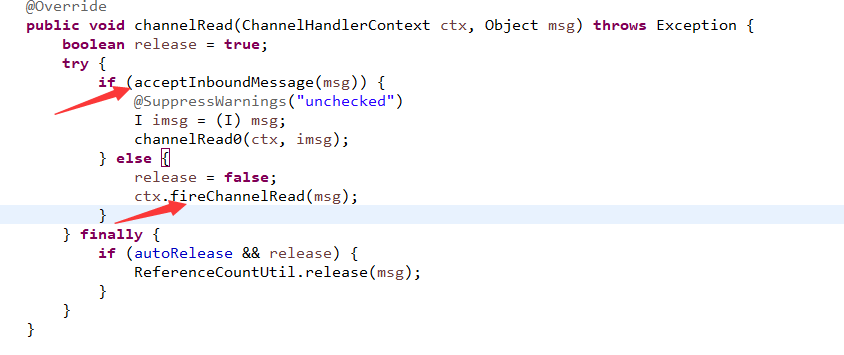 @Override
public void channelRead(ChannelHandlerContext ctx, Object msg) throws Exception {
    boolean release = true;
    try {
        if (acceptInboundMessage(msg)) {
            @SuppressWarnings("unchecked")
            I imsg = (I) msg;
            channelRead0(ctx, imsg);
        } else {
            release = false;
            ctx.fireChannelRead(msg);
        }
    } finally {
        if (autoRelease && release) {
            ReferenceCountUtil.release(msg);
        }
    }
}